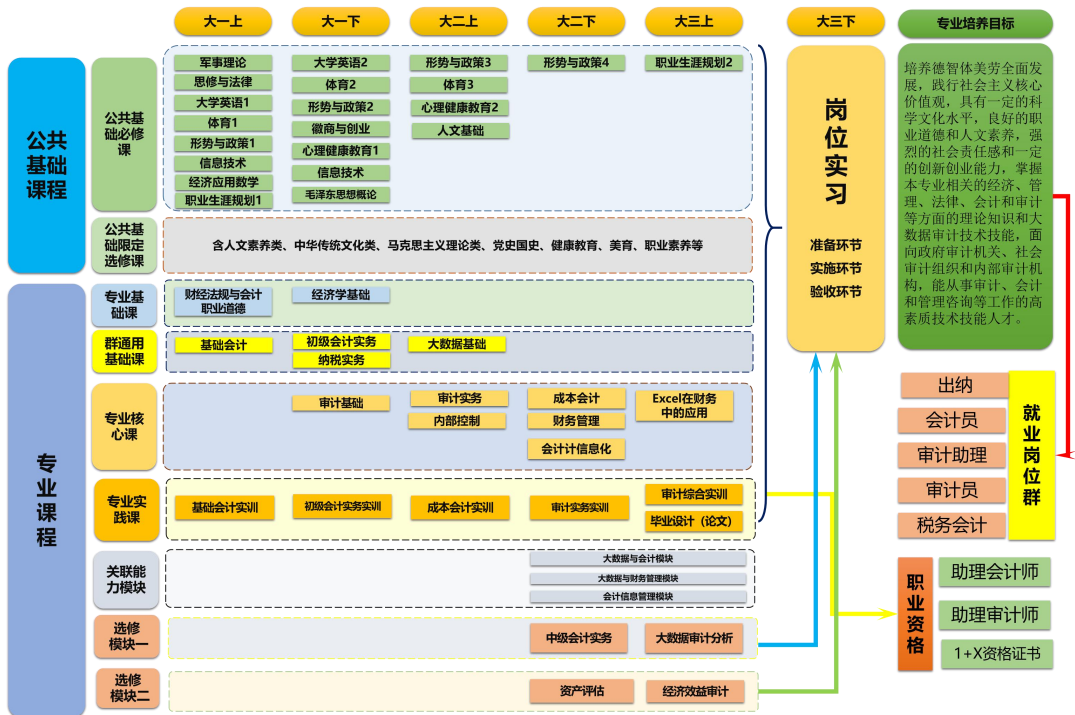 大一上
大一下
大二上
大二下
大三上
大三下
专业培养目标
公共
基础
课程
公共基
础必修
课
军事理论
思修与法律
大学英语1
体育1
形势与政策1
信息技术
经济应用数学
职业生涯规划1
大学英语2
体育2
形势与政策2
徽商与创业
心理健康教育1
信息技术
毛泽东思想概论
形势与政策3
体育3
心理健康教育2
人文基础
形势与政策4
职业生涯规划2
公共基
础限定
选修课
含人文素养类、中华传统文化类、马克思主义理论类、党史国史、健康教育、美育、职业素养等
专
业
课
程
专业基
础课
财经法规与会计
职业道德
经济学基础
群通用
基础课
基础会计
初级会计实务
纳税实务
大数据基础
专业核
心课
审计基础
审计实务
内部控制
成本会计
财务管理
会计计信息化
Excel在财务
中的应用
专业实
践课
基础会计实训
初级会计实务实训
成本会计实训
审计实务实训
审计综合实训
毕业设计（论文）
关联能
力模块
大数据与会计模块
大数据与财务管理模块
会计信息管理模块
选修
模块一
中级会计实务
大数据审计分析
选修
模块二
资产评估
经济效益审计
岗
位
实
习
准备环节
实施环节
验收环节
培养德智体美劳全面发
展，践行社会主义核心
价值观，具有一定的科
学文化水平，良好的职
业道德和人文素养，强
烈的社会责任感和一定
的创新创业能力，掌握
本专业相关的经济、管
理、法律、会计和审计
等方面的理论知识和大
数据审计技术技能，面
向政府审计机关、社会
审计组织和内部审计机
构，能从事审计、会计
和管理咨询等工作的高
素质技术技能人才。
出纳
会计员
审计助理
审计员
税务会计
就
业
岗
位
群
职
业
资
格
助理会计师
助理审计师
1+X资格证书